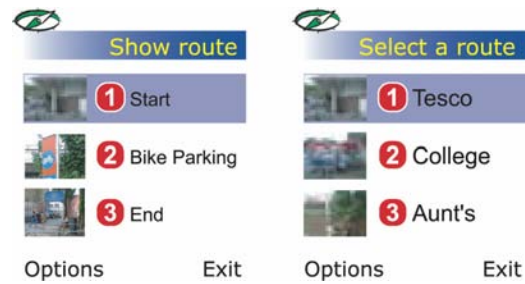 Show route
1 Start
2 Bike Parking
3 End
Options Exit
Select a route
1 Tesco
2 College
3 Aunt's
Options Exit